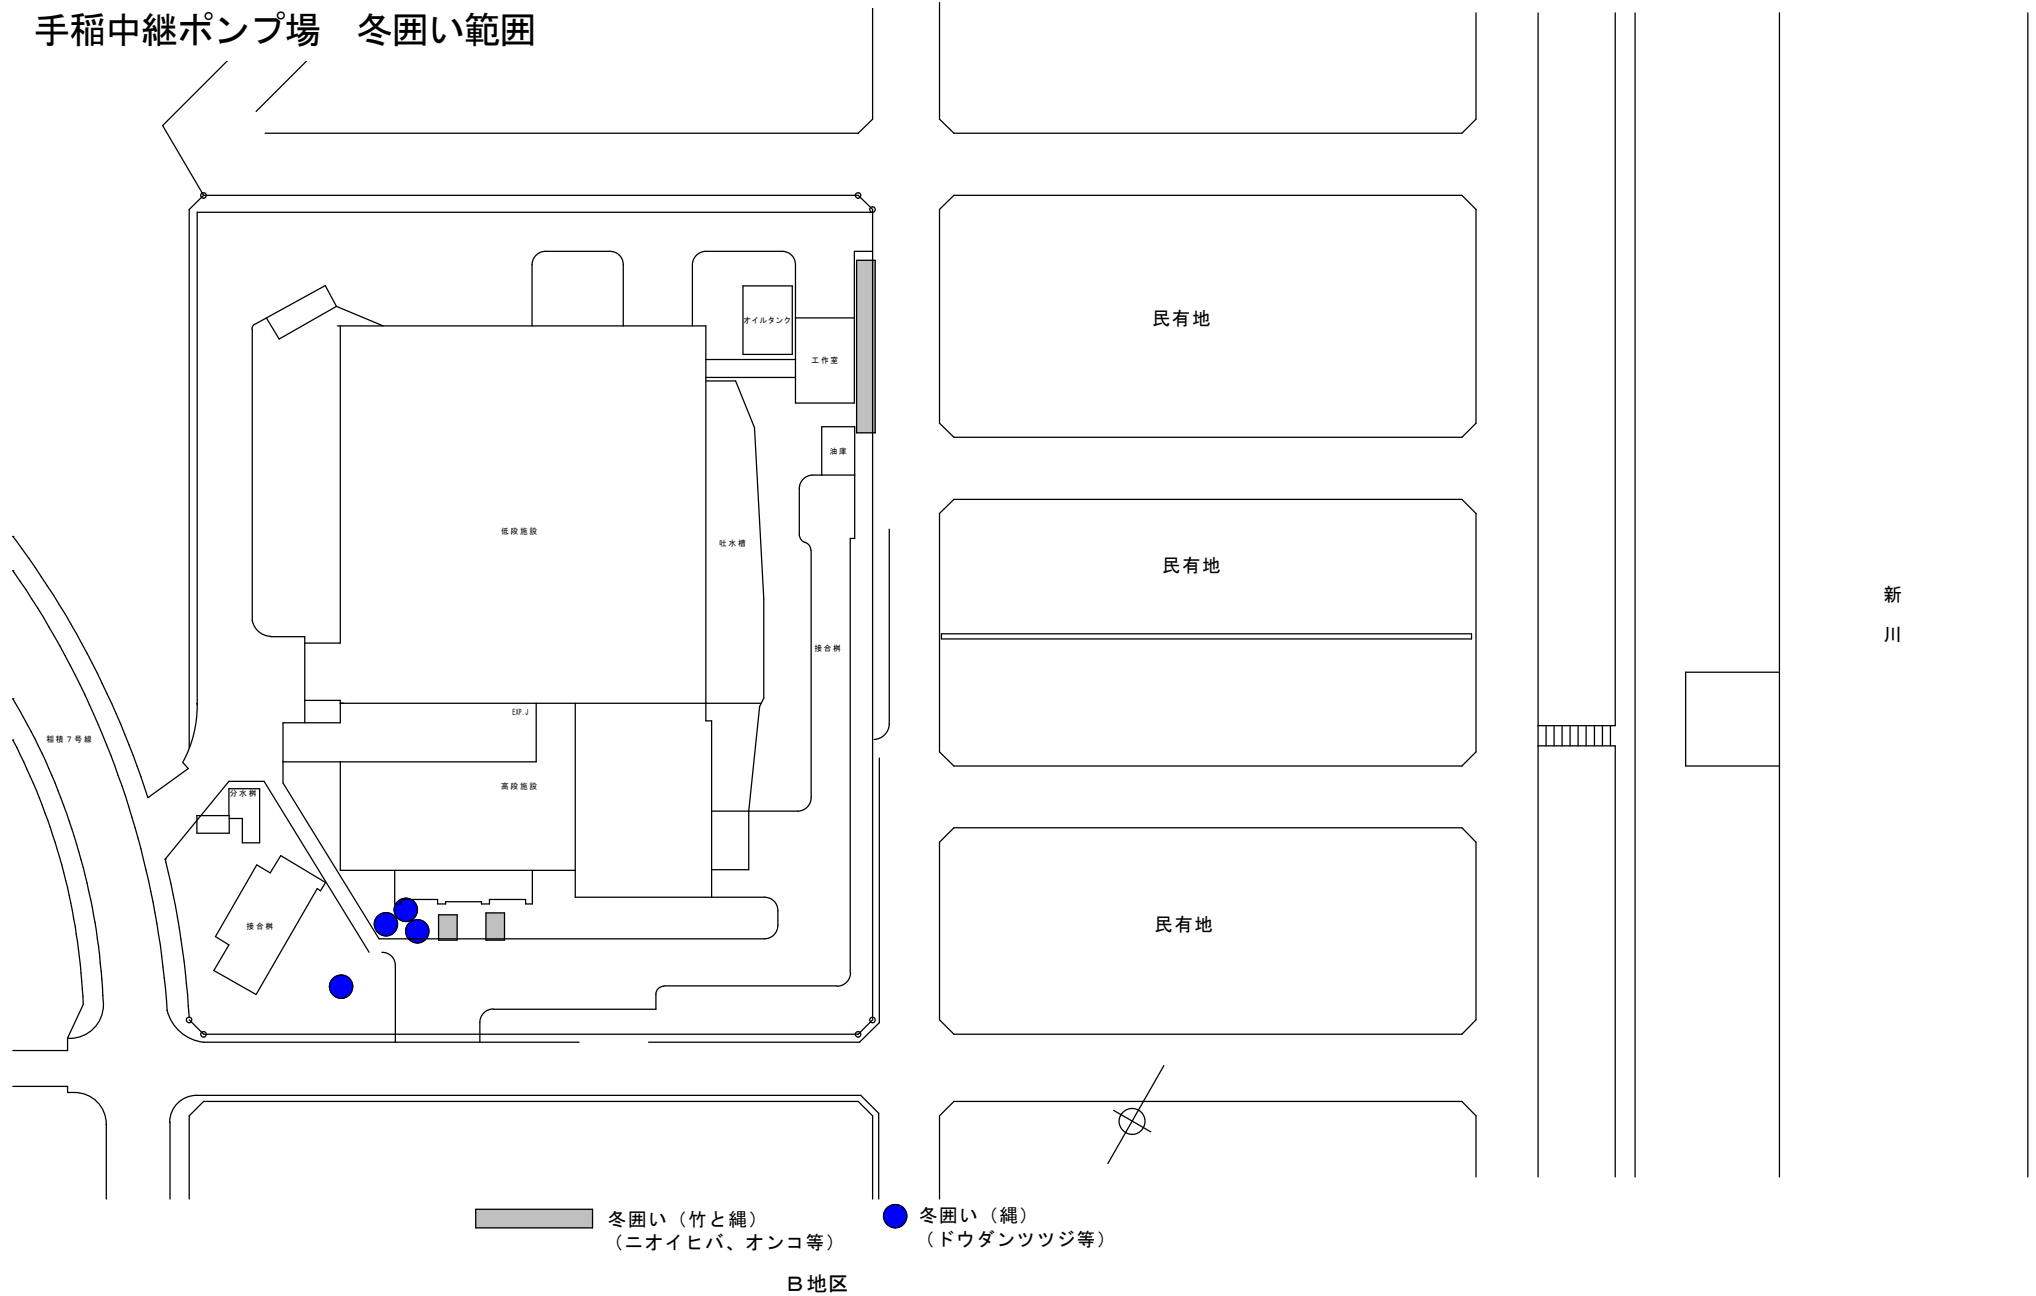 手稲中継ポンプ場　冬囲い範囲
オイルタンク
民有地
工作室
油庫
低段施設
吐水槽
民有地
新川
接合桝
EXP.J
稲積７号線
高段施設
分水桝
接合桝
民有地
冬囲い（竹と縄）
（ニオイヒバ、オンコ等）
冬囲い（縄）
（ドウダンツツジ等）
Ｂ地区